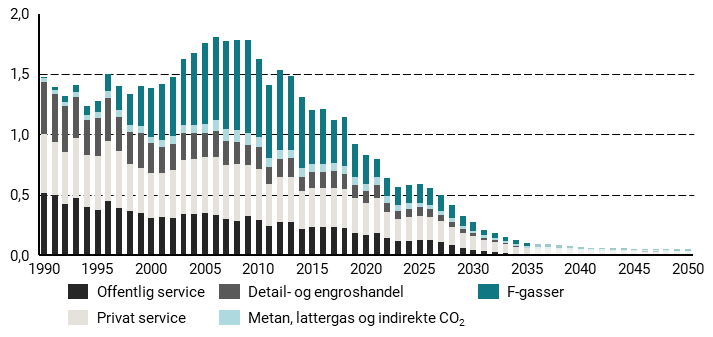 2,0
1,5
1,0
0,5
0,0
1990 1995 2000 2005 2010 2015 2020 2025 2030 2035 2040 2045 2050
Offentlig service Detail- og engroshandel F-gasser
Privat service Metan, lattergas og indirekte CO₂